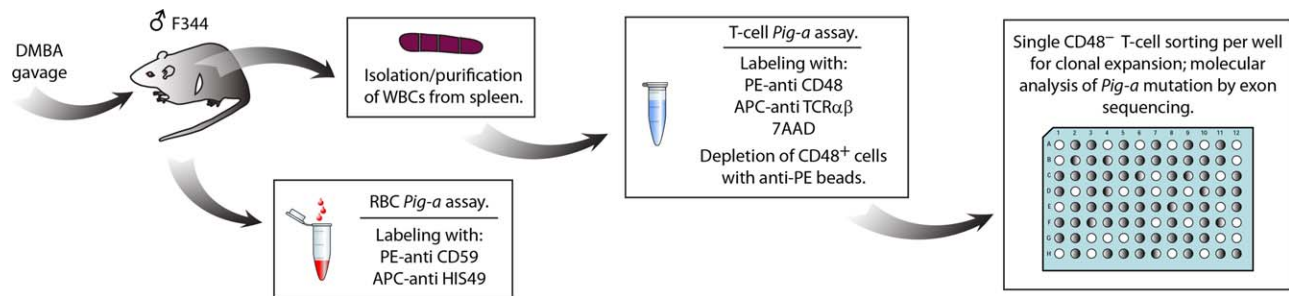 ♂ F344
DMBA
gavage
Isolation/purification
of WBCs from spleen.
RBC Pig-a assay.
Labeling with:
PE-anti CD59
APC-anti HIS49
T-cell Pig-a assay.
Labeling with:
PE-anti CD48
APC-anti TCRαβ
7AAD
Depletion of CD48⁺ cells
with anti-PE beads.
Single CD48⁻ T-cell sorting per well
for clonal expansion; molecular
analysis of Pig-a mutation by exon
sequencing.
1 2 3 4 5 6 7 8 9 10 11 12
A
B
C
D
E
F
G
H